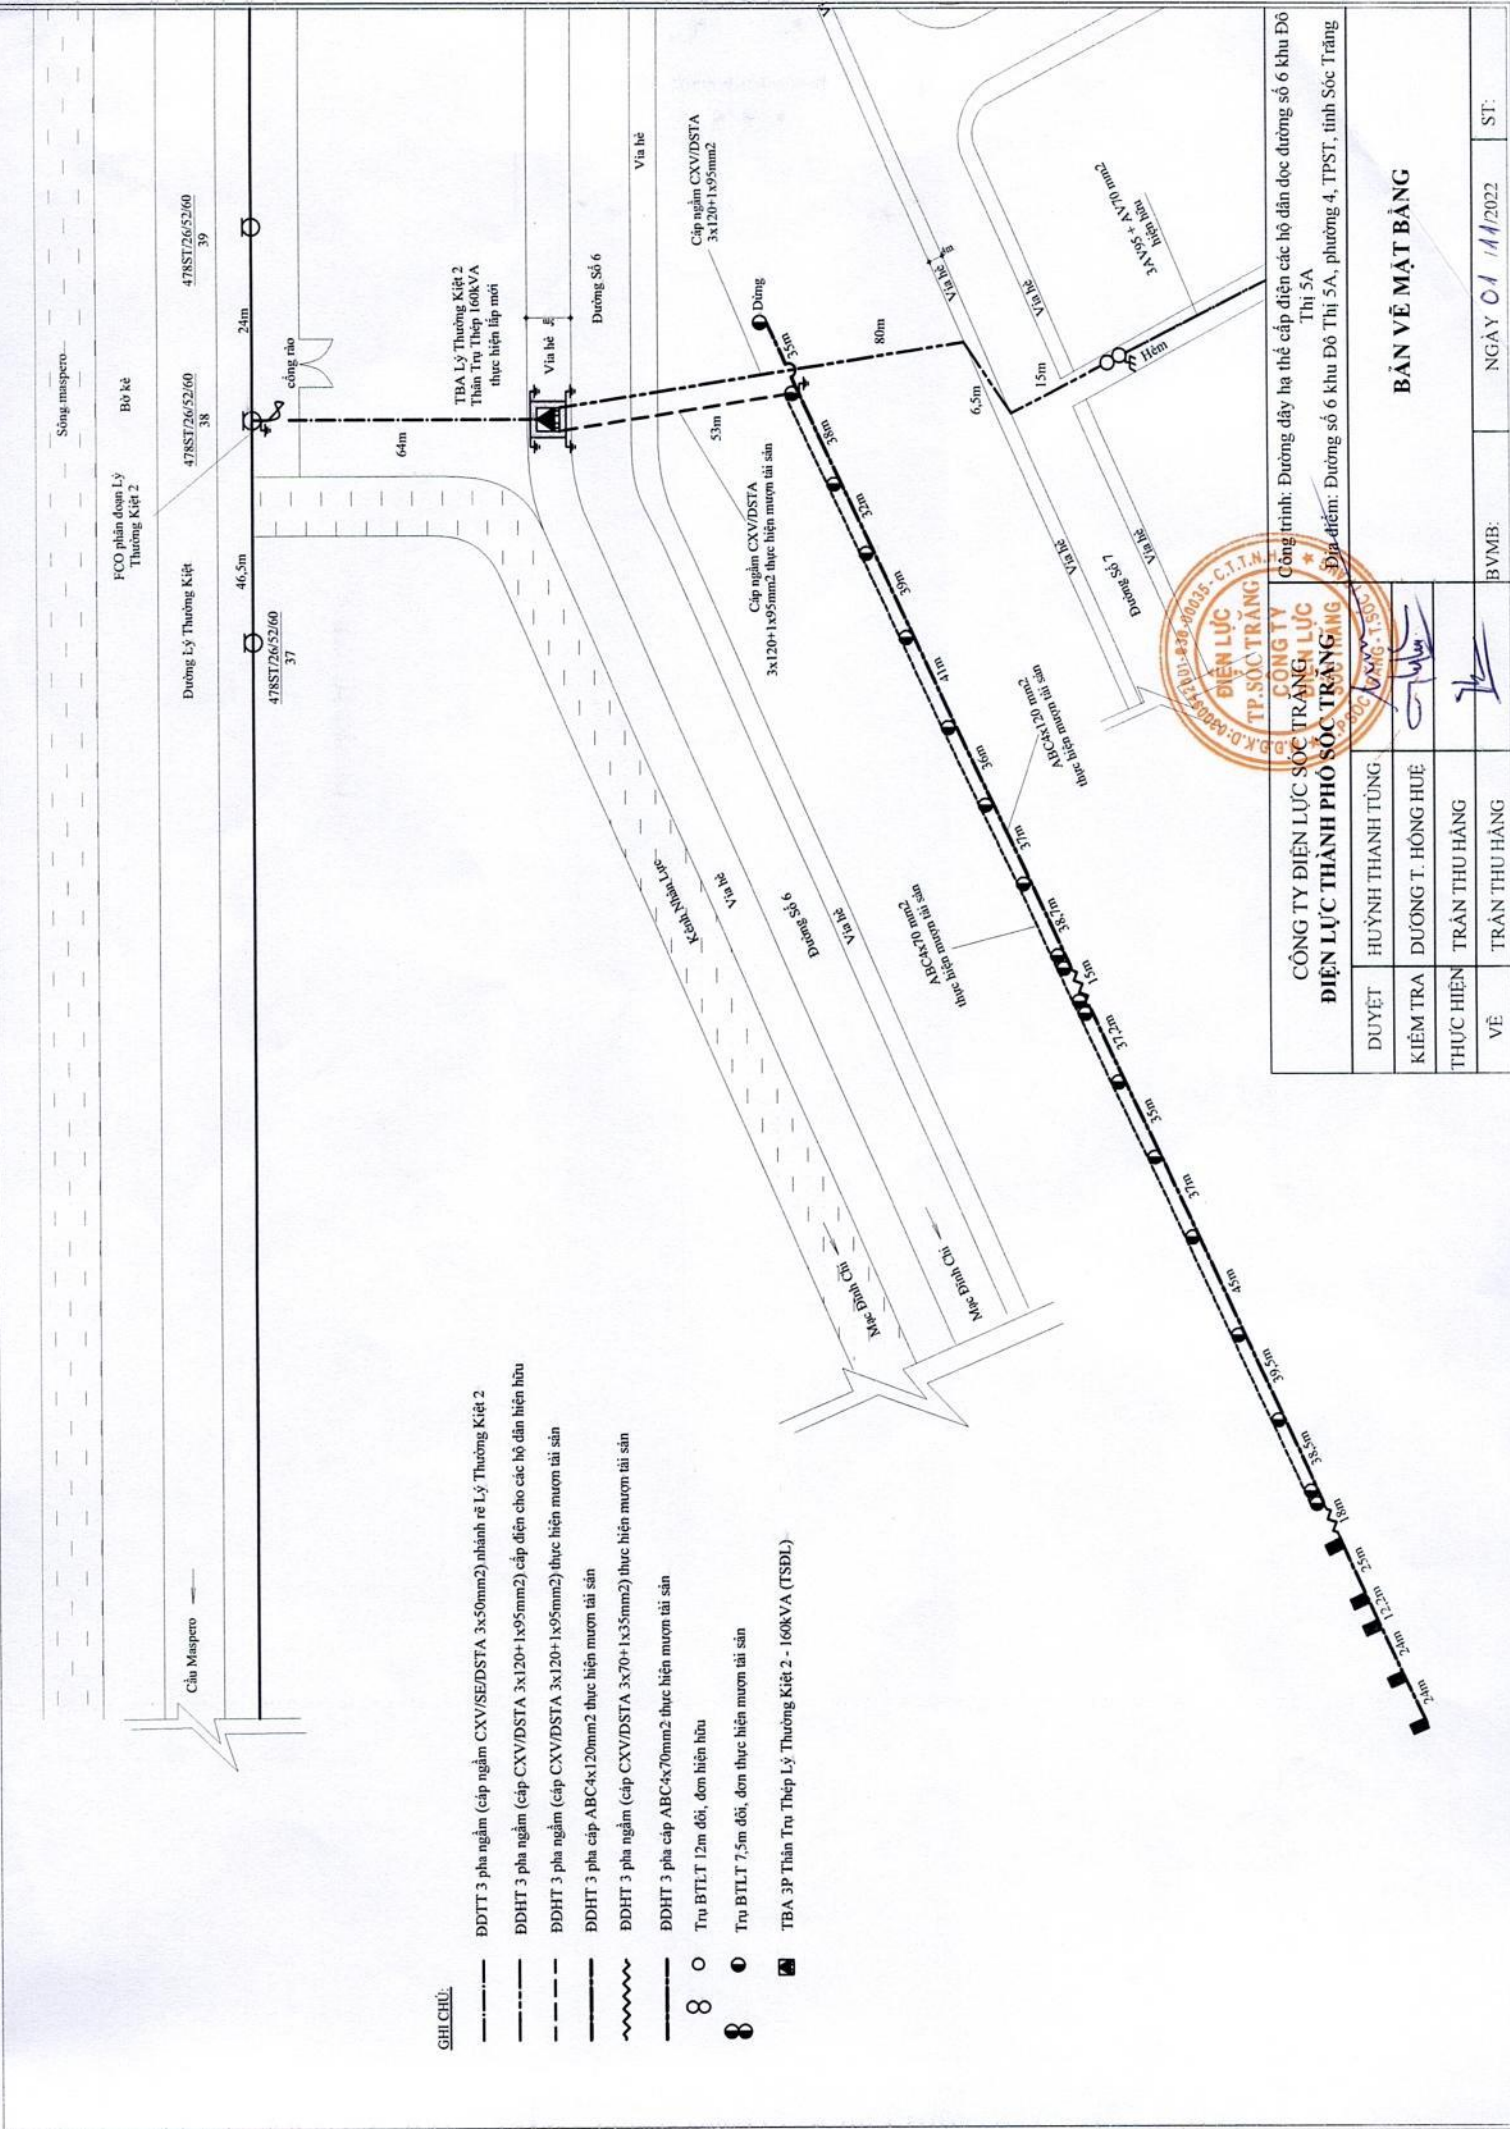 Sông maspero
Bờ kè
FCO phân đoạn Lý
Thường Kiệt 2
Đường Lý Thường Kiệt
Cầu Maspero
478ST/26/52/60
37
478ST/26/52/60
38
478ST/26/52/60
39
46,5m
24m
cổng rào
64m
TBA Lý Thường Kiệt 2
Thân Trụ Thép 160kVA
thực hiện lắp mới
Vỉa hè
Đường Số 6
Vỉa hè
53m
Cáp ngầm CXV/DSTA
3x120+1x95mm2
Cáp ngầm CXV/DSTA
3x120+1x95mm2 thực hiện mượn tài sản
Dừng
35m
80m
6,5m
15m
Hẻm
3AV95 + AV70 mm2
hiện hữu
Vỉa hè
Vỉa hè
Vỉa hè
Đường Số 7
Vỉa hè
Kênh Nhân Lực
Vỉa hè
Đường Số 6
Vỉa hè
Mạc Đĩnh Chi
Mạc Đĩnh Chi
ABC4x120 mm2
thực hiện mượn tài sản
ABC4x70 mm2
thực hiện mượn tài sản
38m
32m
39m
41m
36m
37m
38,7m
15m
37,2m
35m
37m
45m
39,5m
38,5m
18m
25m
12,2m
24m
24m
GHI CHÚ:
ĐDTT 3 pha ngầm (cáp ngầm CXV/SE/DSTA 3x50mm2) nhánh rẽ Lý Thường Kiệt 2
ĐDHT 3 pha ngầm (cáp CXV/DSTA 3x120+1x95mm2) cấp điện cho các hộ dân hiện hữu
ĐDHT 3 pha ngầm (cáp CXV/DSTA 3x120+1x95mm2) thực hiện mượn tài sản
ĐDHT 3 pha cáp ABC4x120mm2 thực hiện mượn tài sản
ĐDHT 3 pha ngầm (cáp CXV/DSTA 3x70+1x35mm2) thực hiện mượn tài sản
ĐDHT 3 pha cáp ABC4x70mm2 thực hiện mượn tài sản
Trụ BTLT 12m đôi, đơn hiện hữu
Trụ BTLT 7,5m đôi, đơn thực hiện mượn tài sản
TBA 3P Thân Trụ Thép Lý Thường Kiệt 2 - 160kVA (TSĐL)
CÔNG TY ĐIỆN LỰC SÓC TRĂNG
ĐIỆN LỰC THÀNH PHỐ SÓC TRĂNG
Công trình: Đường dây hạ thế cấp điện các hộ dân dọc đường số 6 khu Đô
Thị 5A
Địa điểm: Đường số 6 khu Đô Thị 5A, phường 4, TPST, tỉnh Sóc Trăng
DUYỆT HUỲNH THANH TÙNG
KIỂM TRA DƯƠNG T. HỒNG HUỆ
THỰC HIỆN TRẦN THU HẰNG
VẼ TRẦN THU HẰNG
BẢN VẼ MẶT BẰNG
BVMB:
NGÀY 01/11/2022
ST:
ĐIỆN LỰC
TP.SÓC TRĂNG
CÔNG TY
ĐIỆN LỰC
SÓC TRĂNG